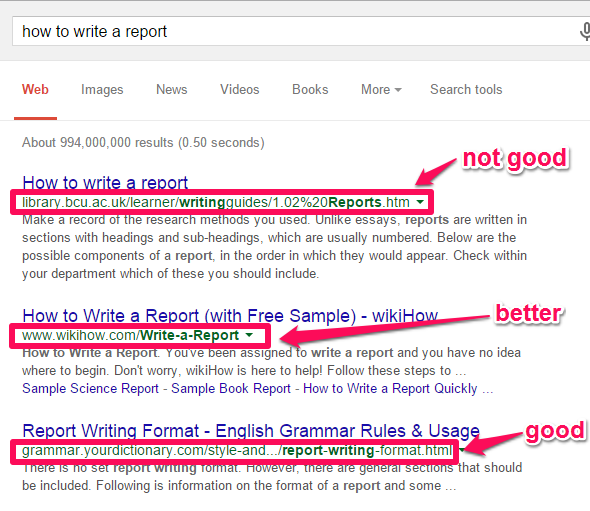 how to write a report
Web Images News Videos Books More Search tools
About 994,000,000 results (0.50 seconds)
not good
How to write a report
library.bcu.ac.uk/learner/writingguides/1.02%20Reports.htm
Make a record of the research methods you used. Unlike essays, reports are written in
sections with headings and sub-headings, which are usually numbered. Below are the
possible components of a report, in the order in which they would appear. Check within
your department which of these you should include.
better
How to Write a Report (with Free Sample) - wikiHow
www.wikihow.com/Write-a-Report
How to Write a Report. You've been assigned to write a report and you have no idea
where to begin. Don't worry, wikiHow is here to help! Follow these steps to ...
Sample Science Report - Sample Book Report - How to Write a Report Quickly ...
good
Report Writing Format - English Grammar Rules & Usage
grammar.yourdictionary.com/style-and.../report-writing-format.html
There is no set report writing format. However, there are general sections that should
be included. Following is information on the format of a report and some ...